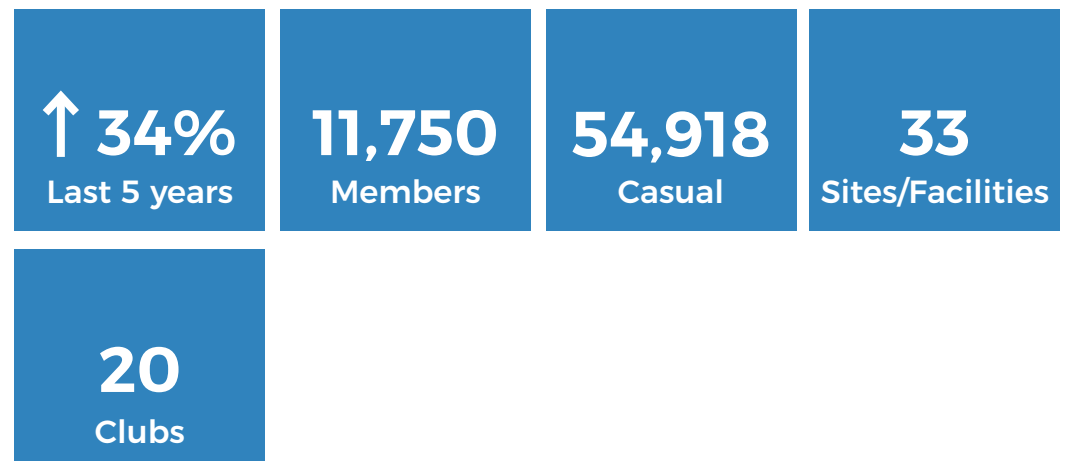 ↑ 34%
Last 5 years
11,750
Members
54,918
Casual
33
Sites/Facilities
20
Clubs